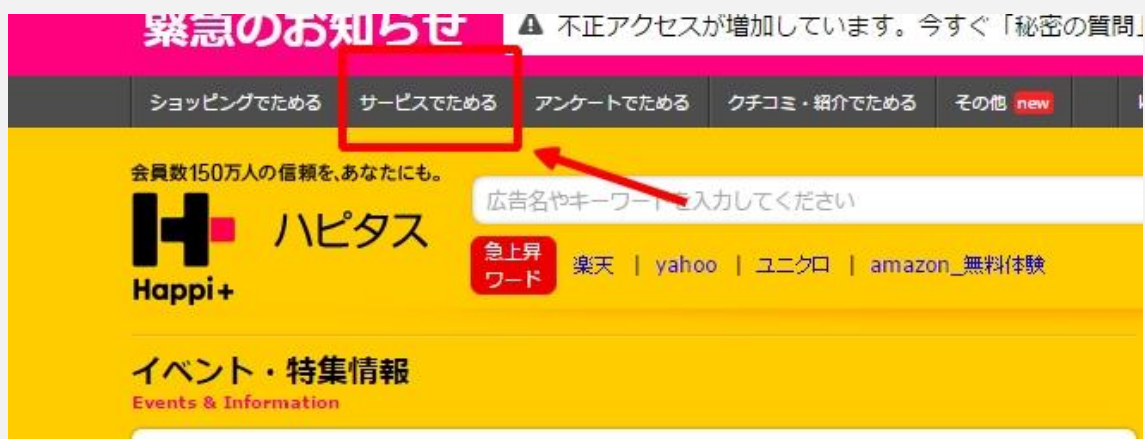 緊急のお知らせ
不正アクセスが増加しています。今すぐ「秘密の質問」
ショッピングでためる サービスでためる アンケートでためる クチコミ・紹介でためる その他 new
会員数150万人の信頼を、あなたにも。
ハピタス
Happi+
広告名やキーワードを入力してください
急上昇
ワード
楽天 | yahoo | ユニクロ | amazon_無料体験
イベント・特集情報
Events & Information